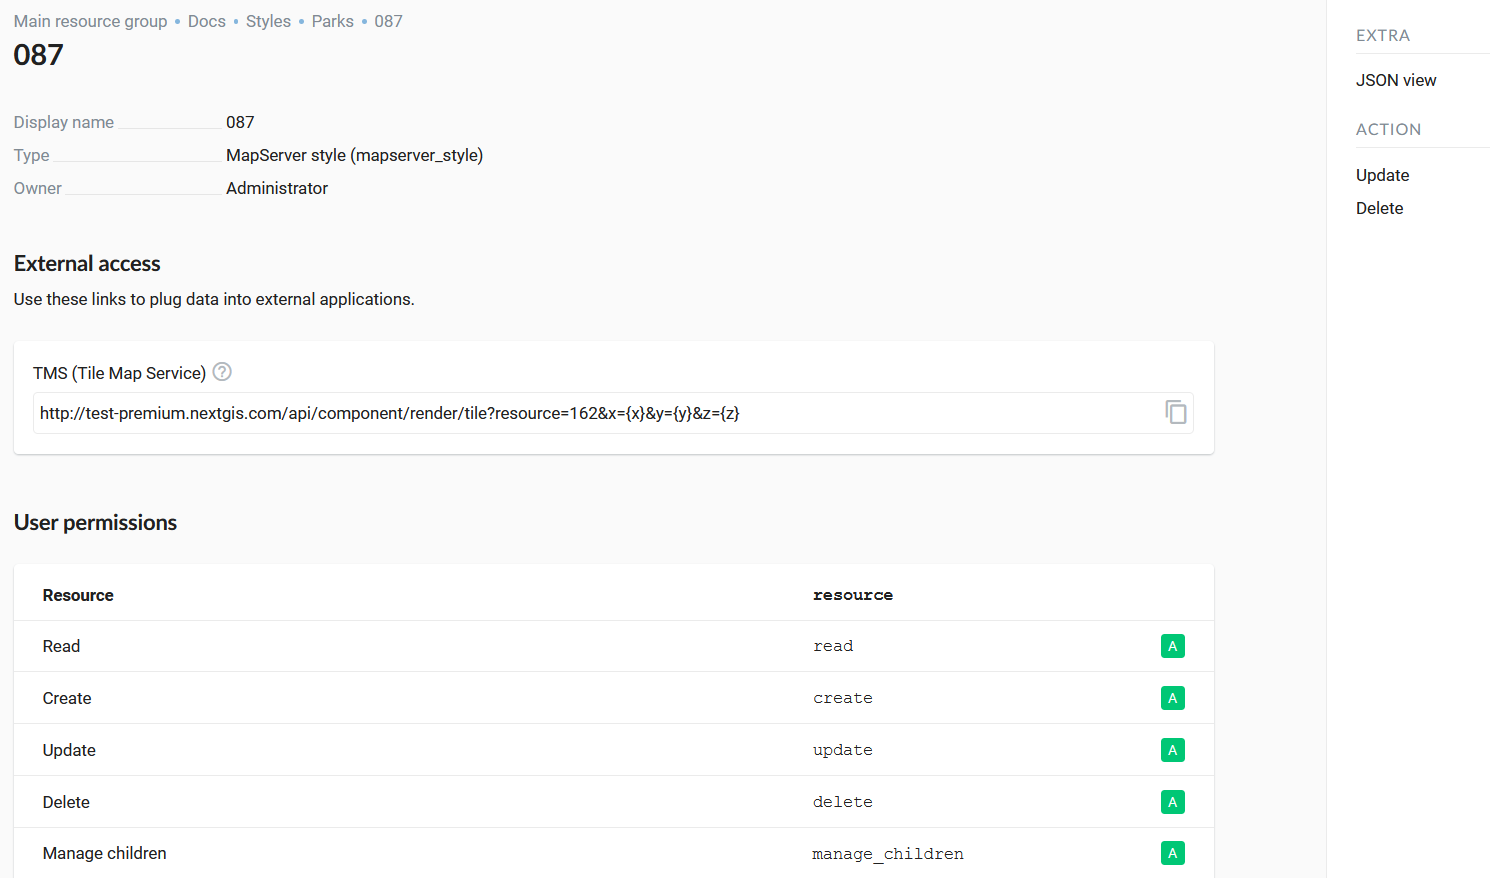 Main resource group • Docs • Styles • Parks • 087
087
Display name 087
Type MapServer style (mapserver_style)
Owner Administrator
External access
Use these links to plug data into external applications.
TMS (Tile Map Service) ?
http://test-premium.nextgis.com/api/component/render/tile?resource=162&x={x}&y={y}&z={z}
User permissions
Resource resource
Read read A
Create create A
Update update A
Delete delete A
Manage children manage_children A
EXTRA
JSON view
ACTION
Update
Delete